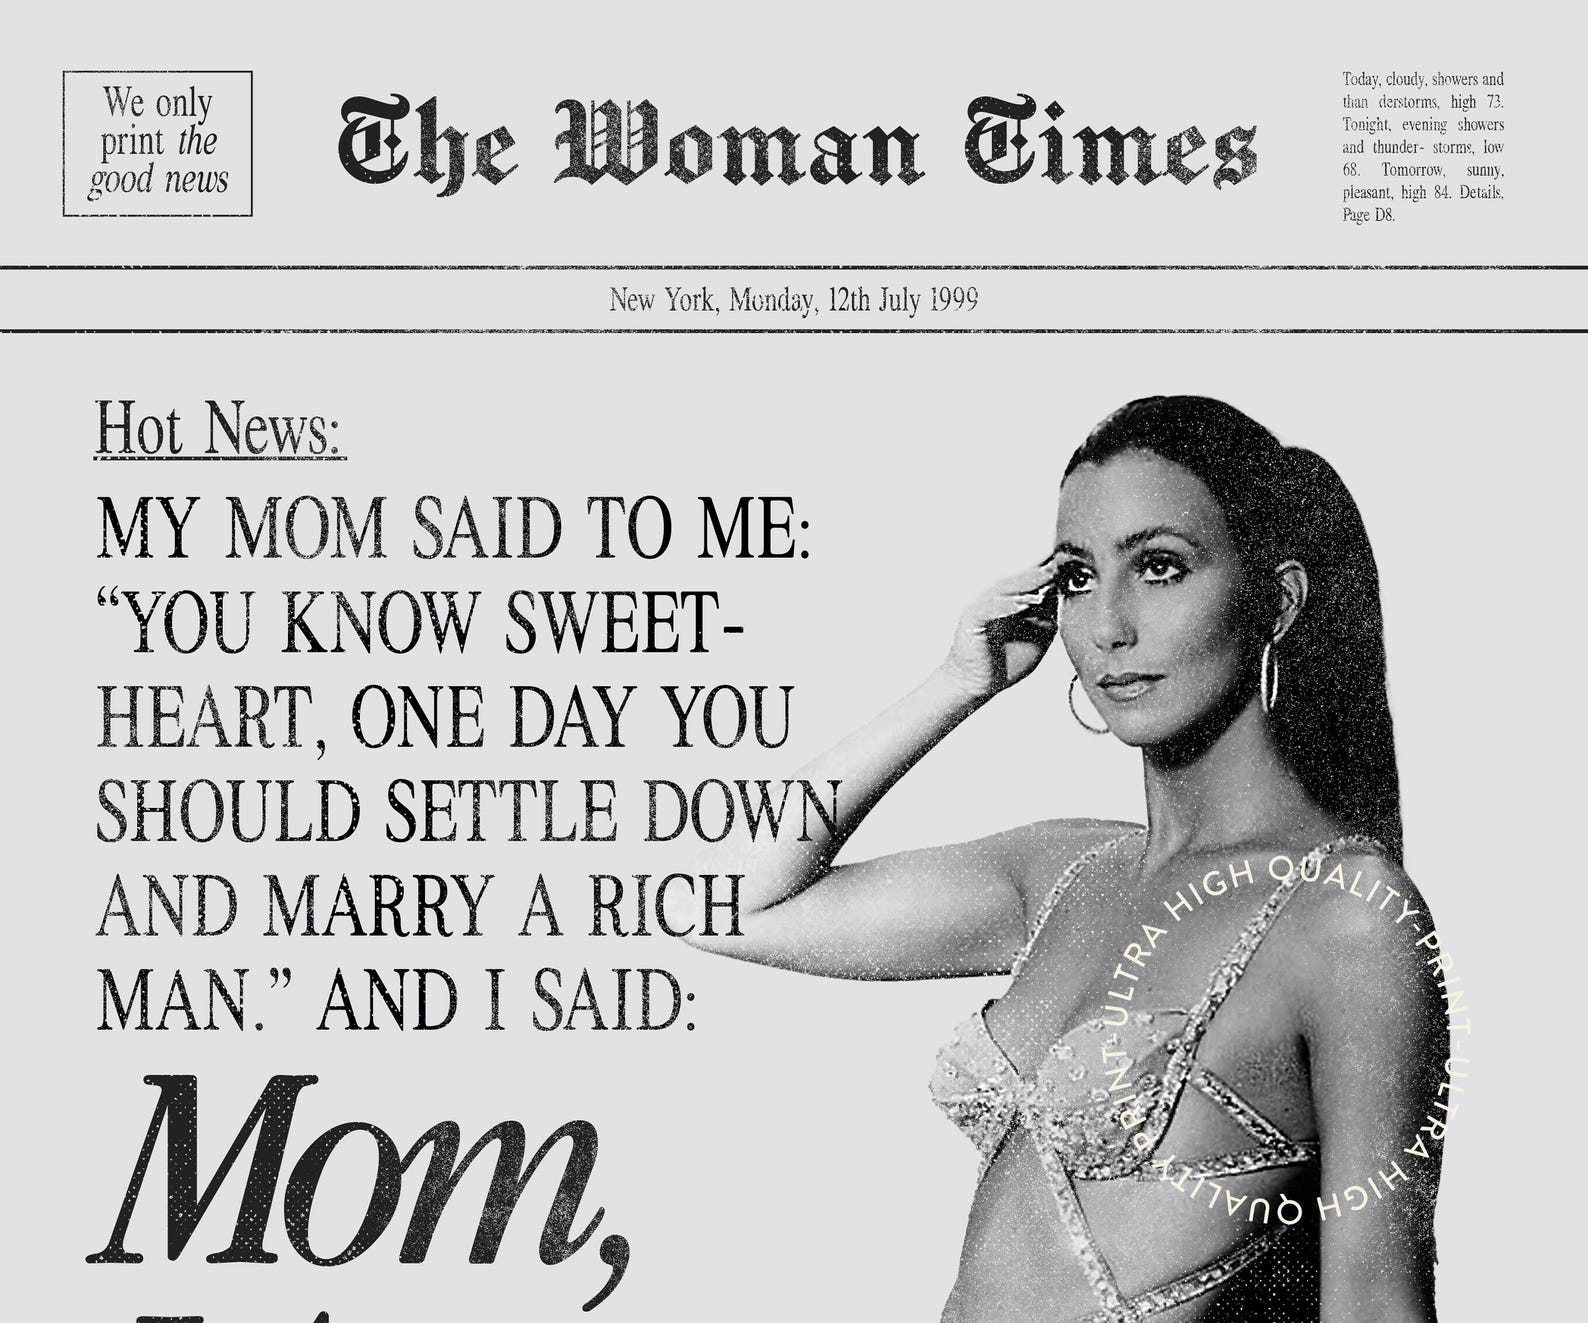 We only
print the
good news
The Woman Times
Today, cloudy, showers and
than derstorms, high 73.
Tonight, evening showers
and thunder- storms, low
68. Tomorrow, sunny,
pleasant, high 84. Details,
Page D8.
New York, Monday, 12th July 1999
Hot News:
MY MOM SAID TO ME:
“YOU KNOW SWEET-
HEART, ONE DAY YOU
SHOULD SETTLE DOWN
AND MARRY A RICH
MAN.” AND I SAID:
Mom,
ULTRA HIGH QUALITY-PRINT-ULTRA HIGH QUALITY PRINT-